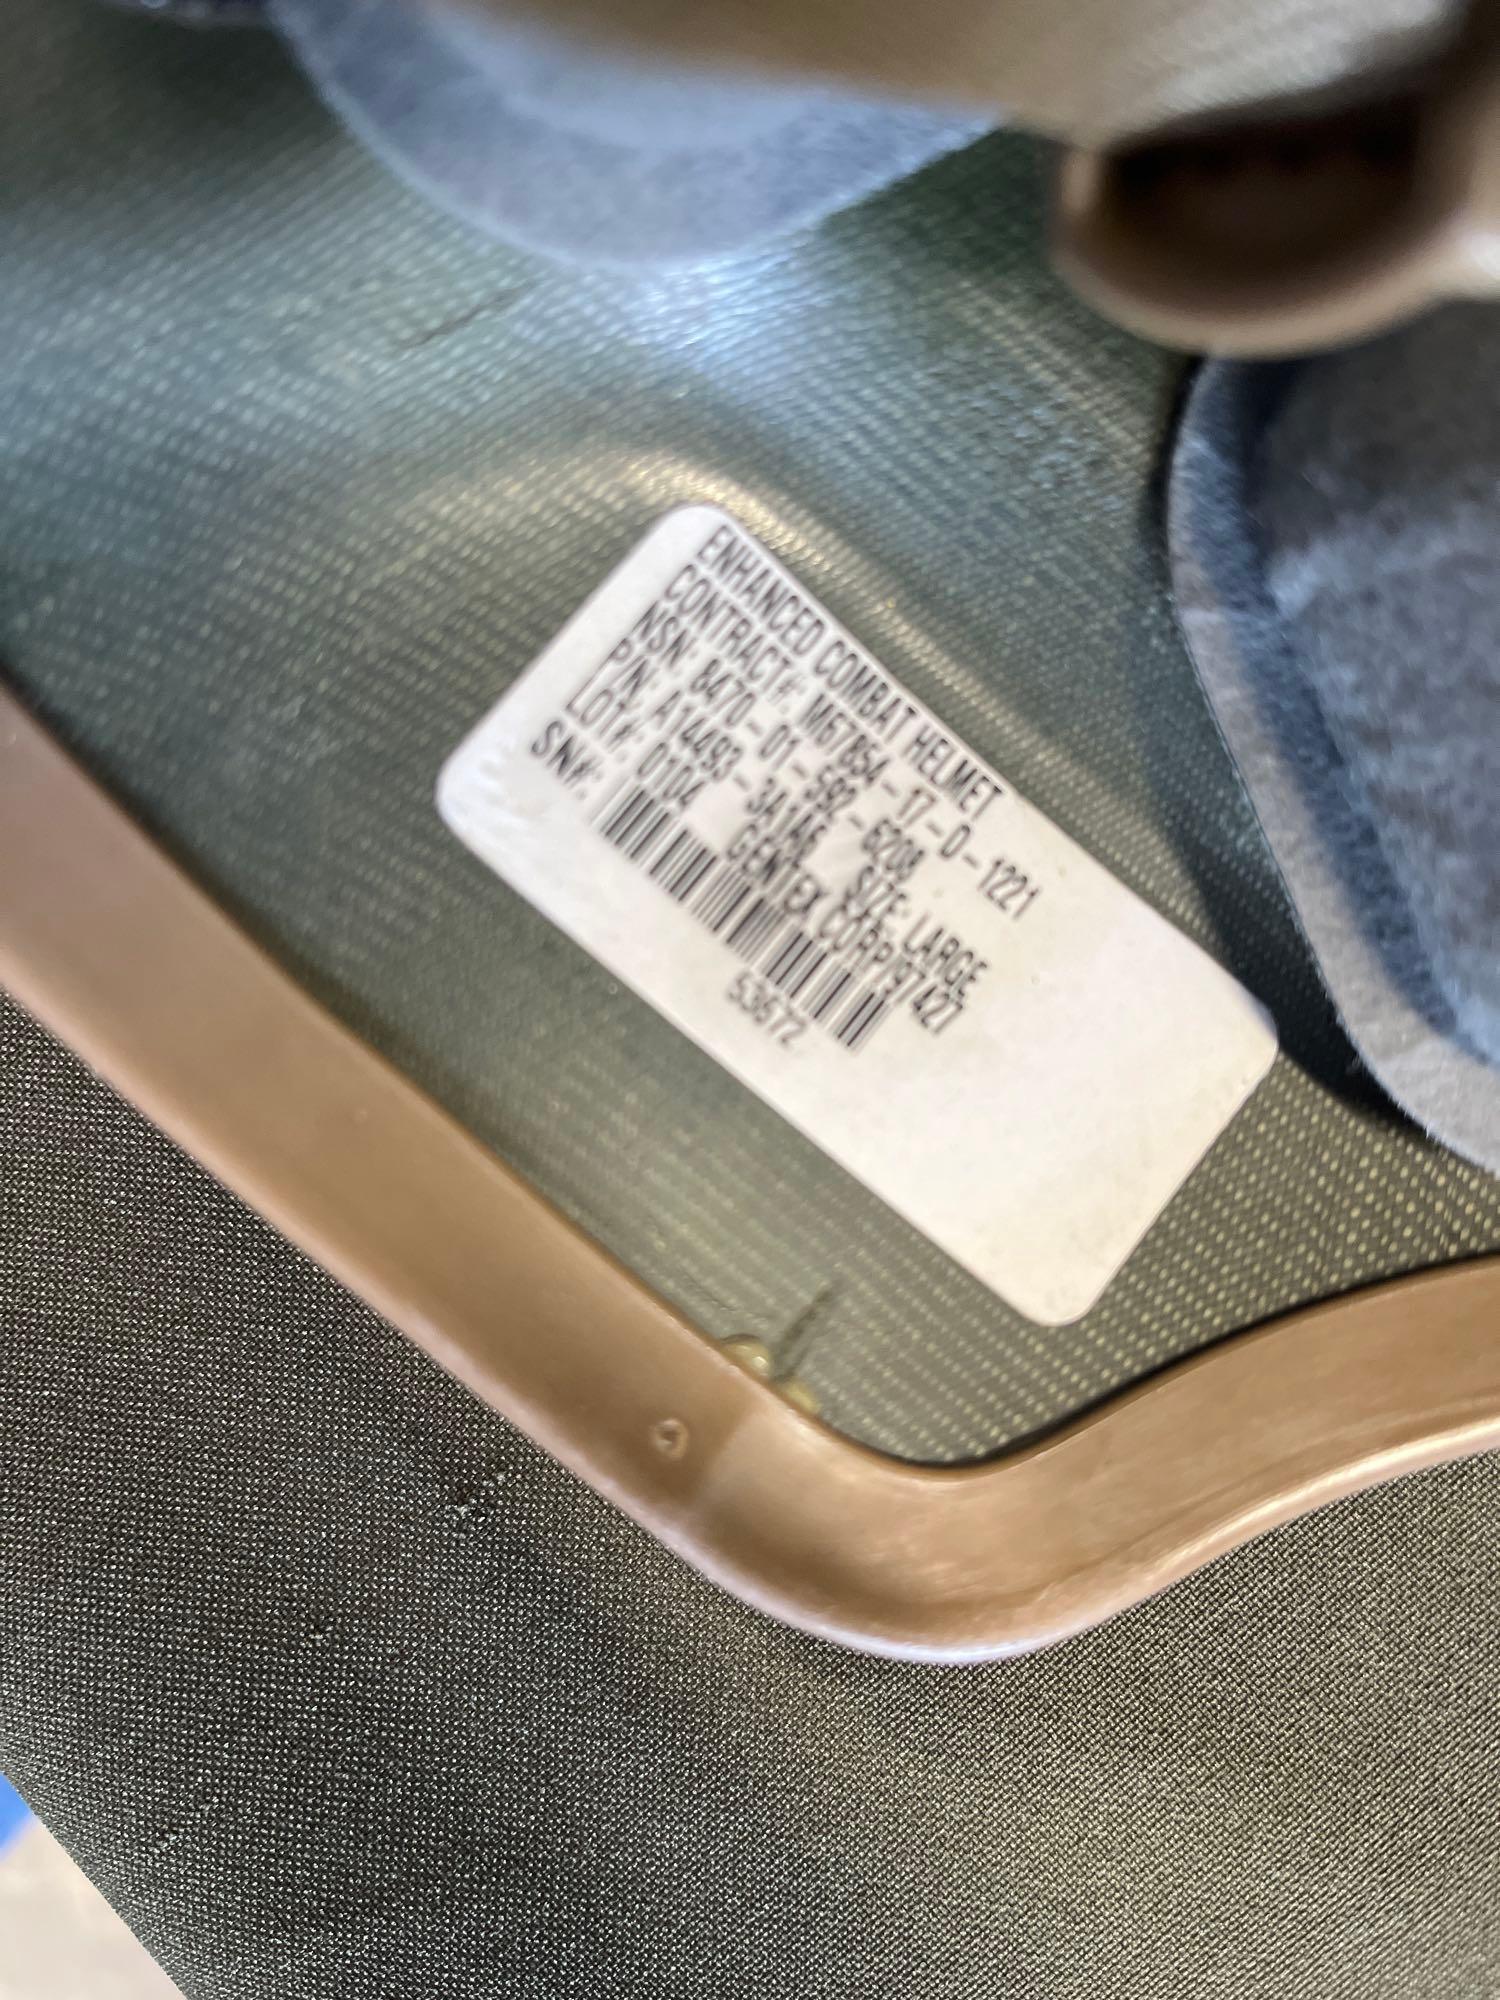 ENHANCED COMBAT HELMET
CONTRACT#: M67854-17-D-1221
NSN: 8470-01-592-6208
P/N: A14493-3A1A6 SIZE: LARGE
LOT#: 0104 GENTEX CORP/97427
SN#:
53672